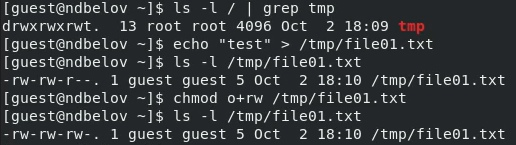 [guest@ndbelov ~]$ ls -l / | grep tmp
drwxrwxrwt.  13 root root 4096 Oct  2 18:09 tmp
[guest@ndbelov ~]$ echo "test" > /tmp/file01.txt
[guest@ndbelov ~]$ ls -l /tmp/file01.txt
-rw-rw-r--. 1 guest guest 5 Oct  2 18:10 /tmp/file01.txt
[guest@ndbelov ~]$ chmod o+rw /tmp/file01.txt
[guest@ndbelov ~]$ ls -l /tmp/file01.txt
-rw-rw-rw-. 1 guest guest 5 Oct  2 18:10 /tmp/file01.txt